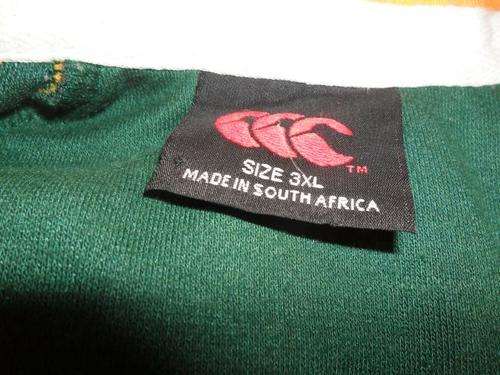 TM
SIZE 3XL
MADE IN SOUTH AFRICA